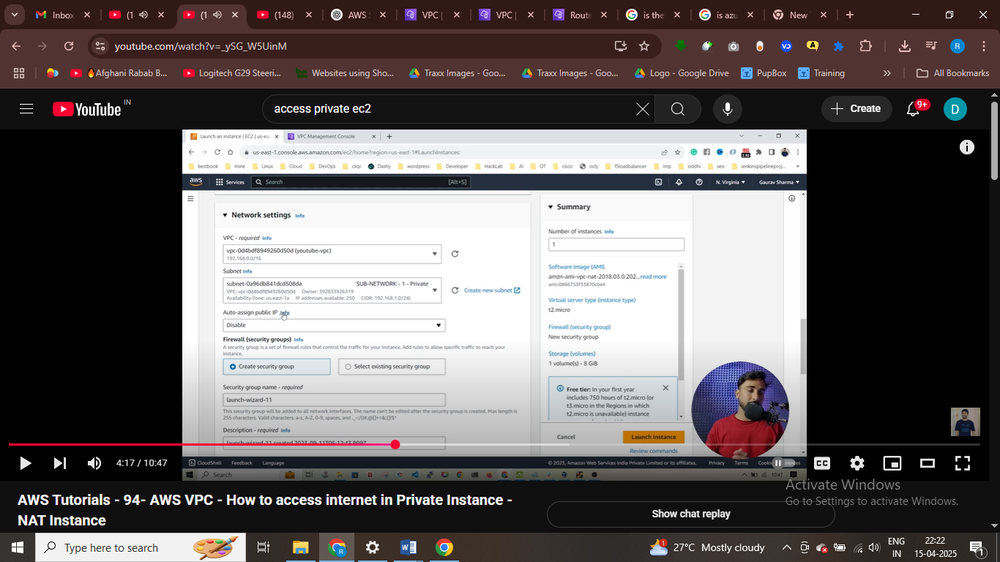 Inbox
(1
(1
(148)
AWS
VPC |
VPC |
Route
is the
is azu
New
youtube.com/watch?v=_ySG_W5UinM
R
Afghani Rabab B...
Logitech G29 Steeri...
Websites using Sho...
Traxx Images - Goo...
Traxx Images - Goo...
Logo - Google Drive
PupBox
Training
»
All Bookmarks
YouTube IN
access private ec2
Create
9+
D
Launch an instance | EC2 | us-ea
VPC Management Console
us-east-1.console.aws.amazon.com/ec2/home?region=us-east-1#LaunchInstances:
bestbook
mine
Linux
Cloud
DevOps
cliqr
Dashy
wordpress
Developer
HackLab
AI
OT
cisco
osfy
f5loadbalancer
imp
siddhi
seo
Jenkinspipelineproj...
»
aws
Services
Search
[Alt+S]
N. Virginia
Gaurav Sharma
Network settings Info
VPC - required Info
vpc-0d4bdf8949260d50d (youtube-vpc)
192.168.0.0/16
Subnet Info
subnet-0a96db841dcd508da SUB-NETWORK - 1 - Private
VPC: vpc-0d4bdf8949260d50d Owner: 392833926319
Availability Zone: us-east-1a IP addresses available: 250 CIDR: 192.168.1.0/24)
Create new subnet
Auto-assign public IP Info
Disable
Firewall (security groups) Info
A security group is a set of firewall rules that control the traffic for your instance. Add rules to allow specific traffic to reach your
instance.
Create security group
Select existing security group
Security group name - required
launch-wizard-11
This security group will be added to all network interfaces. The name can't be edited after the security group is created. Max length is
255 characters. Valid characters: a-z, A-Z, 0-9, spaces, and
Description - required Info
Summary
Number of instances Info
1
Software Image (AMI)
amzn-ami-vpc-nat-2018.03.0.202...read more
ami-0866753f33870cbe4
Virtual server type (instance type)
t2.micro
Firewall (security group)
New security group
Storage (volumes)
1 volume(s) - 8 GiB
Free tier: In your first year
includes 750 hours of t2.micro (or
t3.micro in the Regions in which
t2.micro is unavailable) instance
Cancel
Launch instance
Review commands
CloudShell
Feedback
Language
© 2023, Amazon Web Services India Private Limited or its affiliates.
Privacy
Terms
Search
10:47
4:17 / 10:47
CC
AWS Tutorials - 94- AWS VPC - How to access internet in Private Instance -
NAT Instance
Show chat replay
Activate Windows
Go to Settings to activate Windows.
Type here to search
1
27°C Mostly cloudy
ENG
IN
22:22
15-04-2025
1